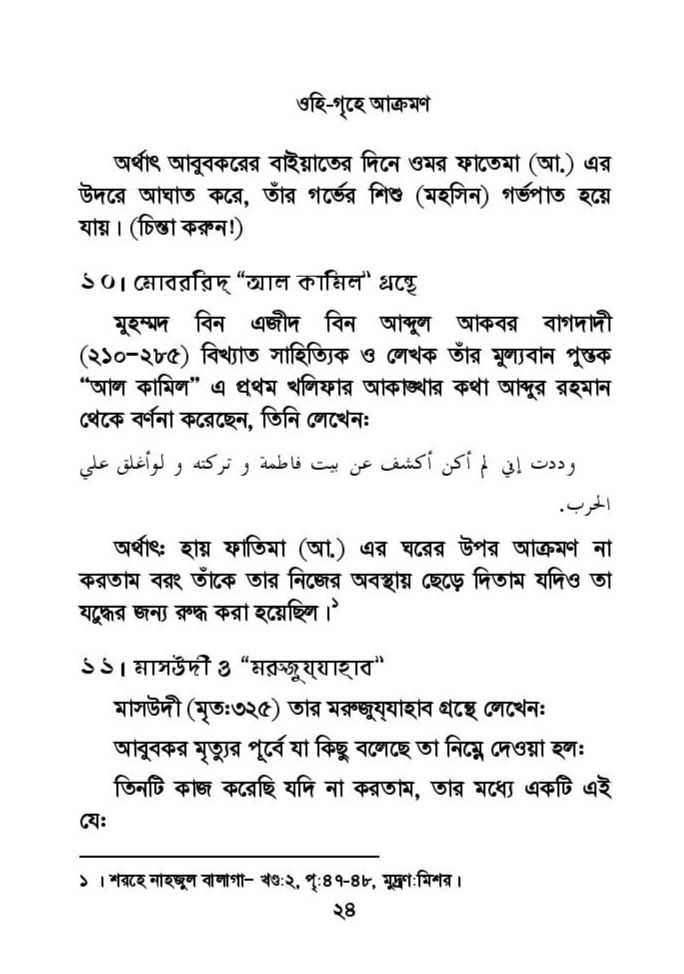 ওহি-গৃহে আক্রমণ
অর্থাৎ আবুবকরের বাইয়াতের দিনে ওমর ফাতেমা (আ.) এর
উদরে আঘাত করে, তাঁর গর্ভের শিশু (মহসিন) গর্ভপাত হয়ে
যায়। (চিন্তা করুন!)
১০। মোবররিদ্ “আল কামিল” গ্রন্থে
মুহম্মদ বিন এজীদ বিন আব্দুল আকবর বাগদাদী
(২১০–২৮৫) বিখ্যাত সাহিত্যিক ও লেখক তাঁর মুল্যবান পুস্তক
“আল কামিল” এ প্রথম খলিফার আকাঙ্খার কথা আব্দুর রহমান
থেকে বর্ণনা করেছেন, তিনি লেখেন:
وددت إني لم أكن أكشف عن بيت فاطمة و تركته و لوأغلق علي
الحرب.
অর্থাৎ: হায় ফাতিমা (আ.) এর ঘরের উপর আক্রমণ না
করতাম বরং তাঁকে তার নিজের অবস্থায় ছেড়ে দিতাম যদিও তা
যদ্ধের জন্য রুদ্ধ করা হয়েছিল।১
১১। মাসউদী ও “মরুজুয্যাহাব”
মাসউদী (মৃত:৩২৫) তার মরুজুয্যাহাব গ্রন্থে লেখেন:
আবুবকর মৃত্যুর পূর্বে যা কিছু বলেছে তা নিম্নে দেওয়া হল:
তিনটি কাজ করেছি যদি না করতাম, তার মধ্যে একটি এই
যে:
১ । শরহে নাহজুল বালাগা– খণ্ড:২, পৃ:৪৭-৪৮, মুদ্রণ:মিশর।
২৪